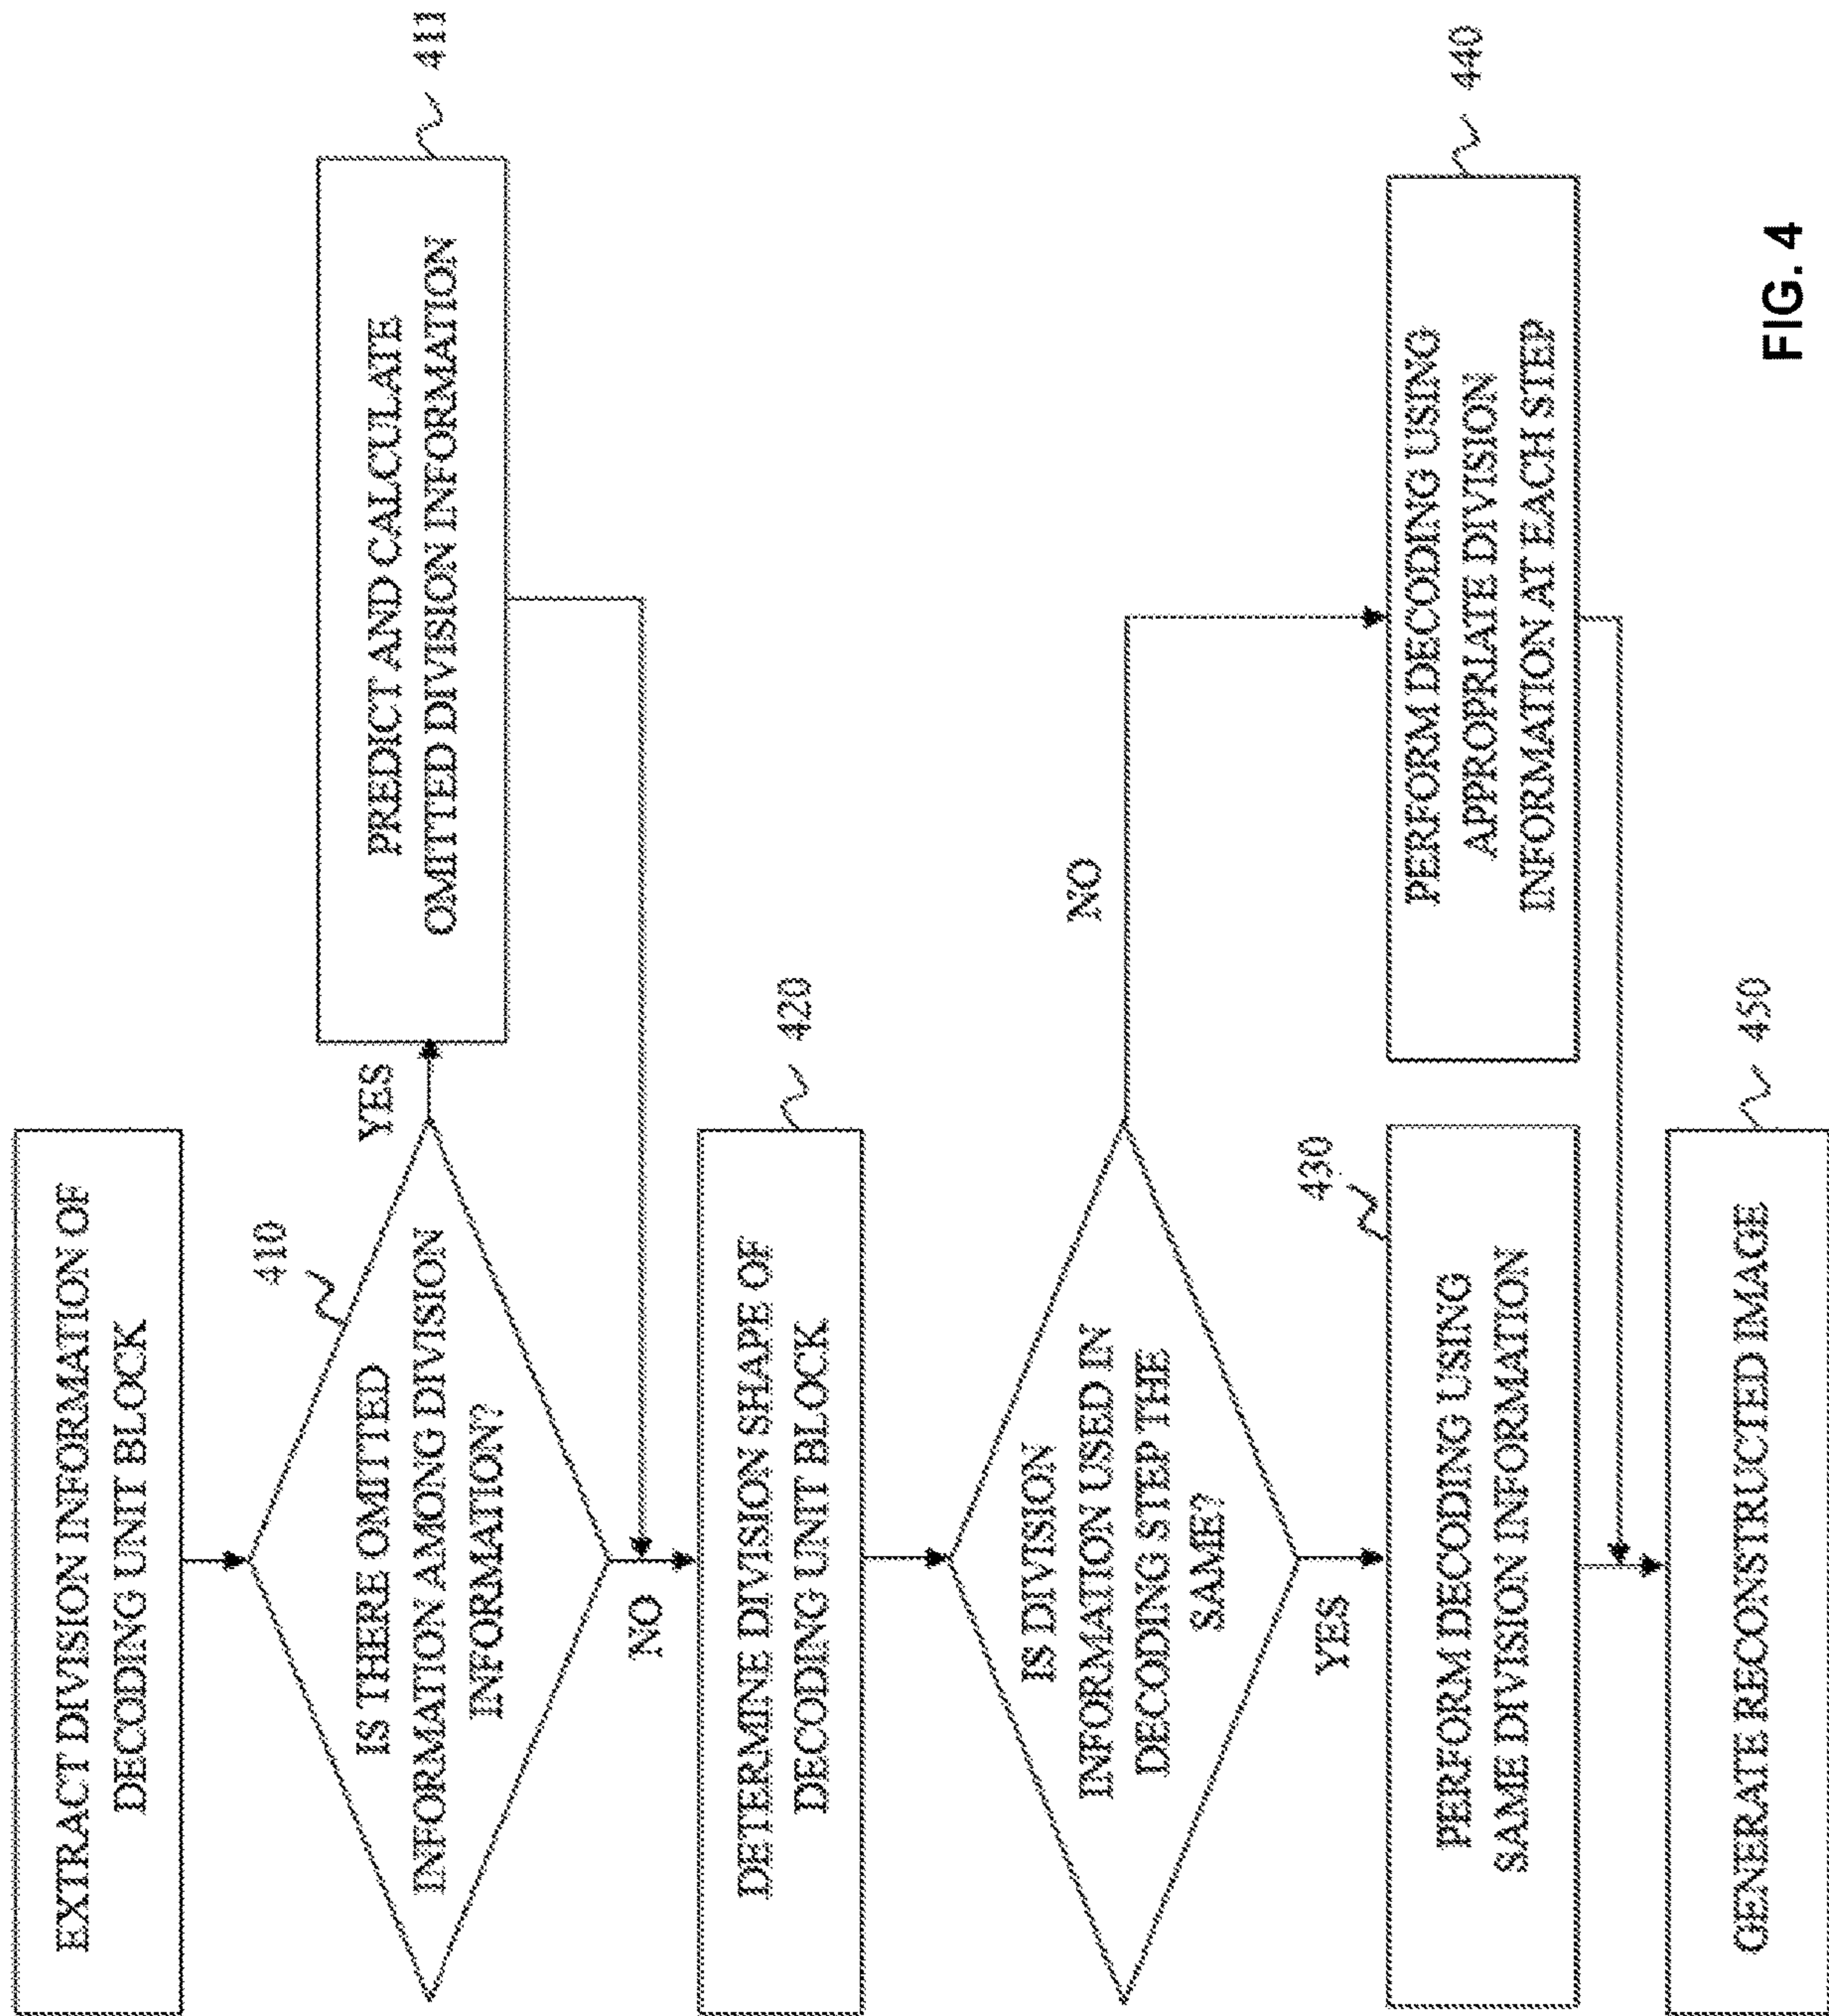 EXTRACT DIVISION INFORMATION OF
DECODING UNIT BLOCK
410
IS THERE OMITTED
INFORMATION AMONG DIVISION
INFORMATION?
YES
411
PREDICT AND CALCULATE
OMITTED DIVISION INFORMATION
NO
420
DETERMINE DIVISION SHAPE OF
DECODING UNIT BLOCK
IS DIVISION
INFORMATION USED IN
DECODING STEP THE
SAME?
NO
YES
430
PERFORM DECODING USING
SAME DIVISION INFORMATION
440
PERFORM DECODING USING
APPROPRIATE DIVISION
INFORMATION AT EACH STEP
450
GENERATE RECONSTRUCTED IMAGE
FIG. 4